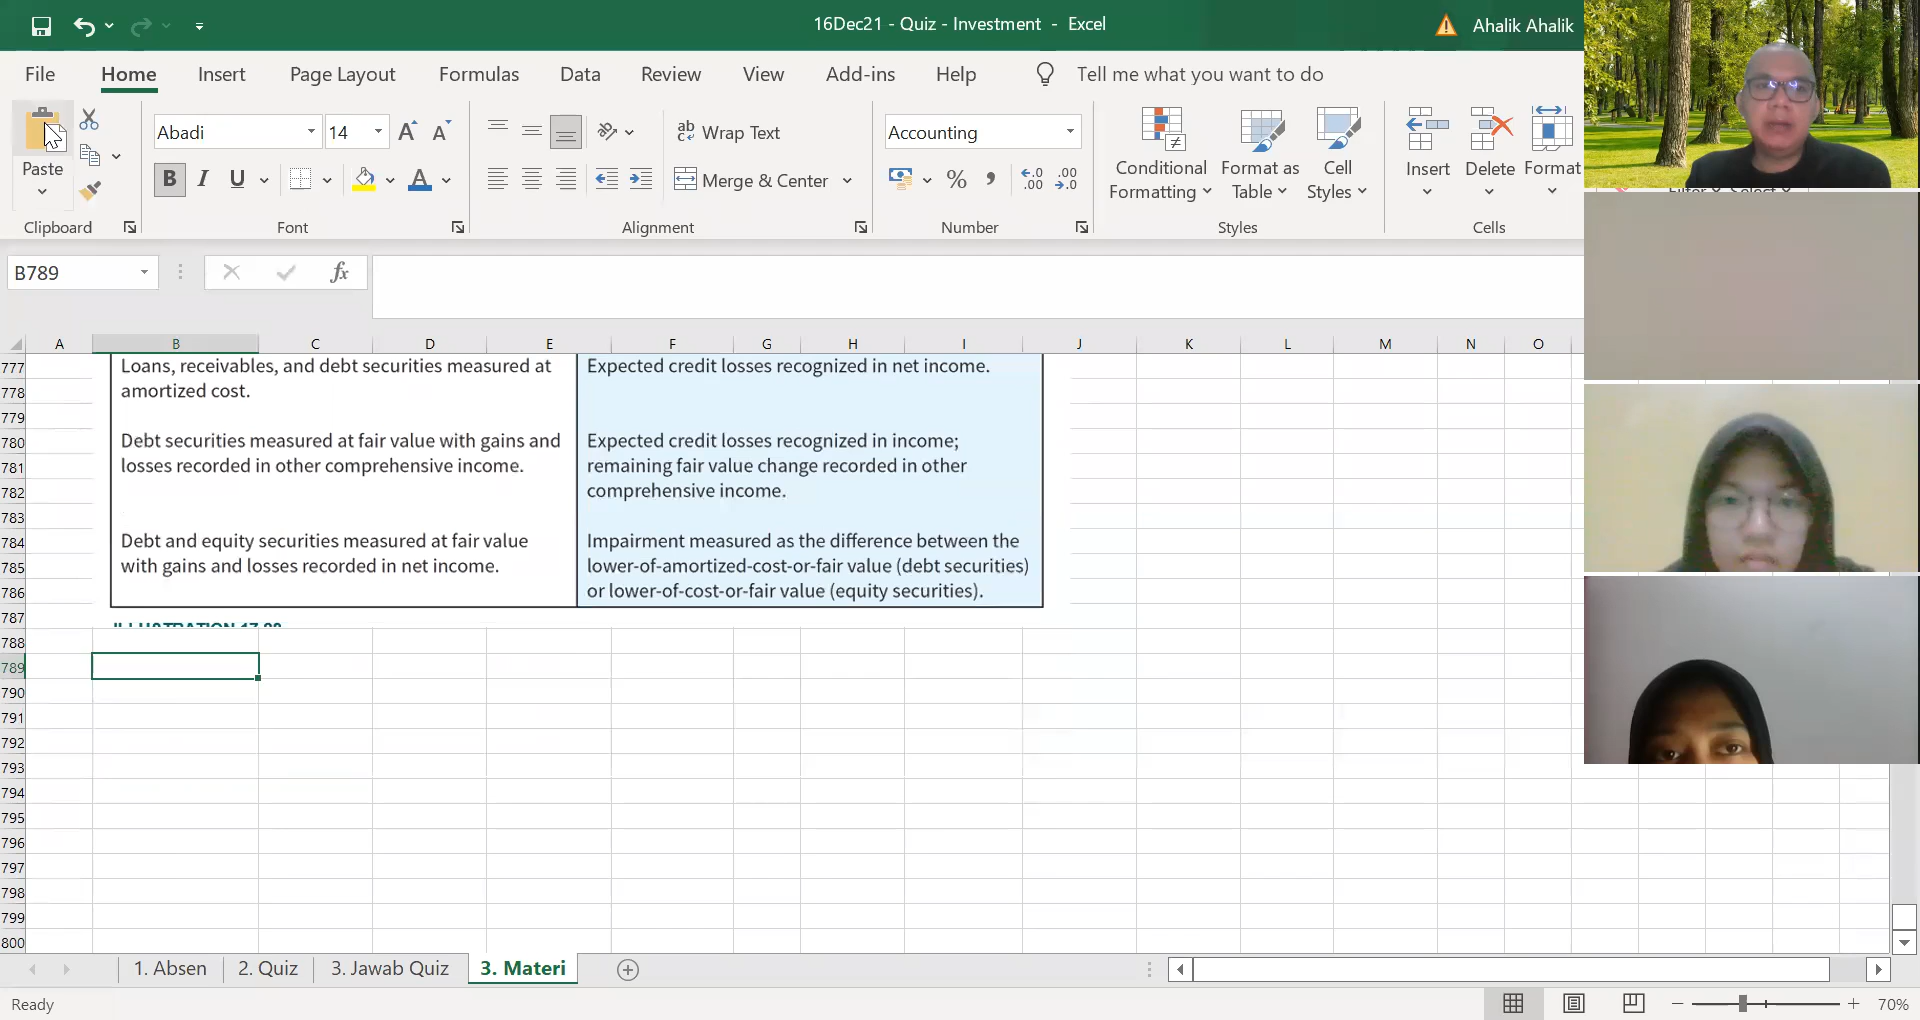 16Dec21 - Quiz - Investment - Excel
Ahalik Ahalik
File Home Insert Page Layout Formulas Data Review View Add-ins Help Tell me what you want to do
Abadi 14
Wrap Text
Accounting
Paste
B I U
Merge & Center
Conditional Formatting
Format as Table
Cell Styles
Insert Delete Format
Clipboard Font Alignment Number Styles Cells
B789
fx
A B C D E F G H I J K L M N O
777
778
779
780
781
782
783
784
785
786
787
788
789
790
791
792
793
794
795
796
797
798
799
800
Loans, receivables, and debt securities measured at
amortized cost.
Expected credit losses recognized in net income.
Debt securities measured at fair value with gains and
losses recorded in other comprehensive income.
Expected credit losses recognized in income;
remaining fair value change recorded in other
comprehensive income.
Debt and equity securities measured at fair value
with gains and losses recorded in net income.
Impairment measured as the difference between the
lower-of-amortized-cost-or-fair value (debt securities)
or lower-of-cost-or-fair value (equity securities).
1. Absen 2. Quiz 3. Jawab Quiz 3. Materi
Ready
70%